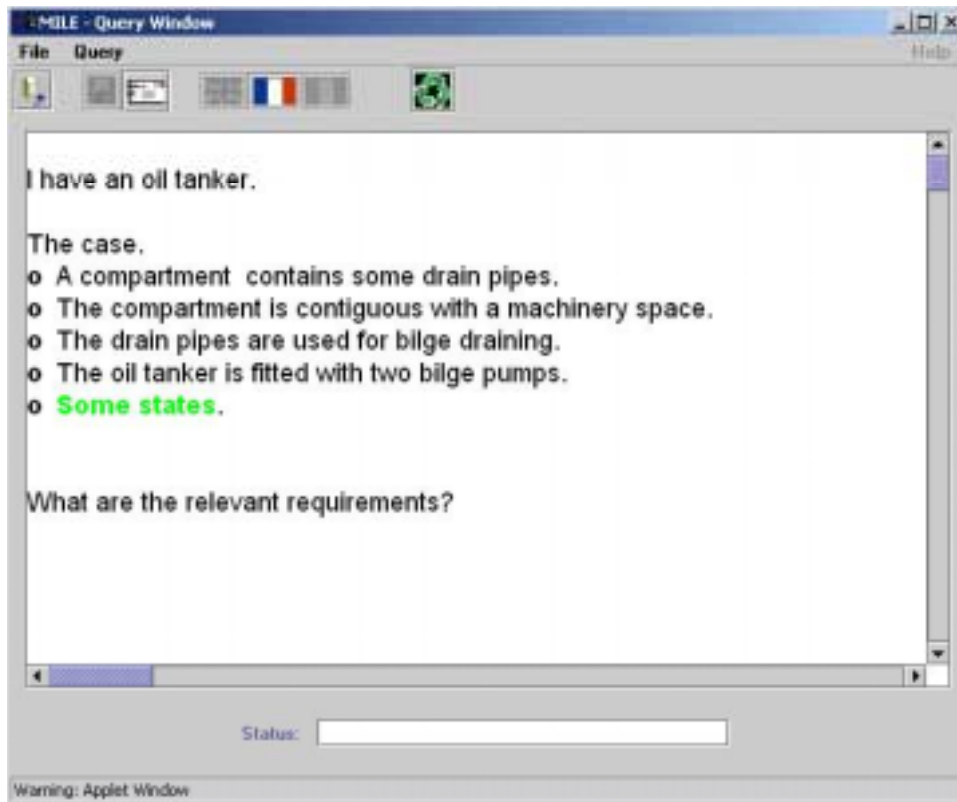 MILE - Query Window
File Query Help
I have an oil tanker.
The case.
o A compartment contains some drain pipes.
o The compartment is contiguous with a machinery space.
o The drain pipes are used for bilge draining.
o The oil tanker is fitted with two bilge pumps.
o Some states.
What are the relevant requirements?
Status:
Warning: Applet Window